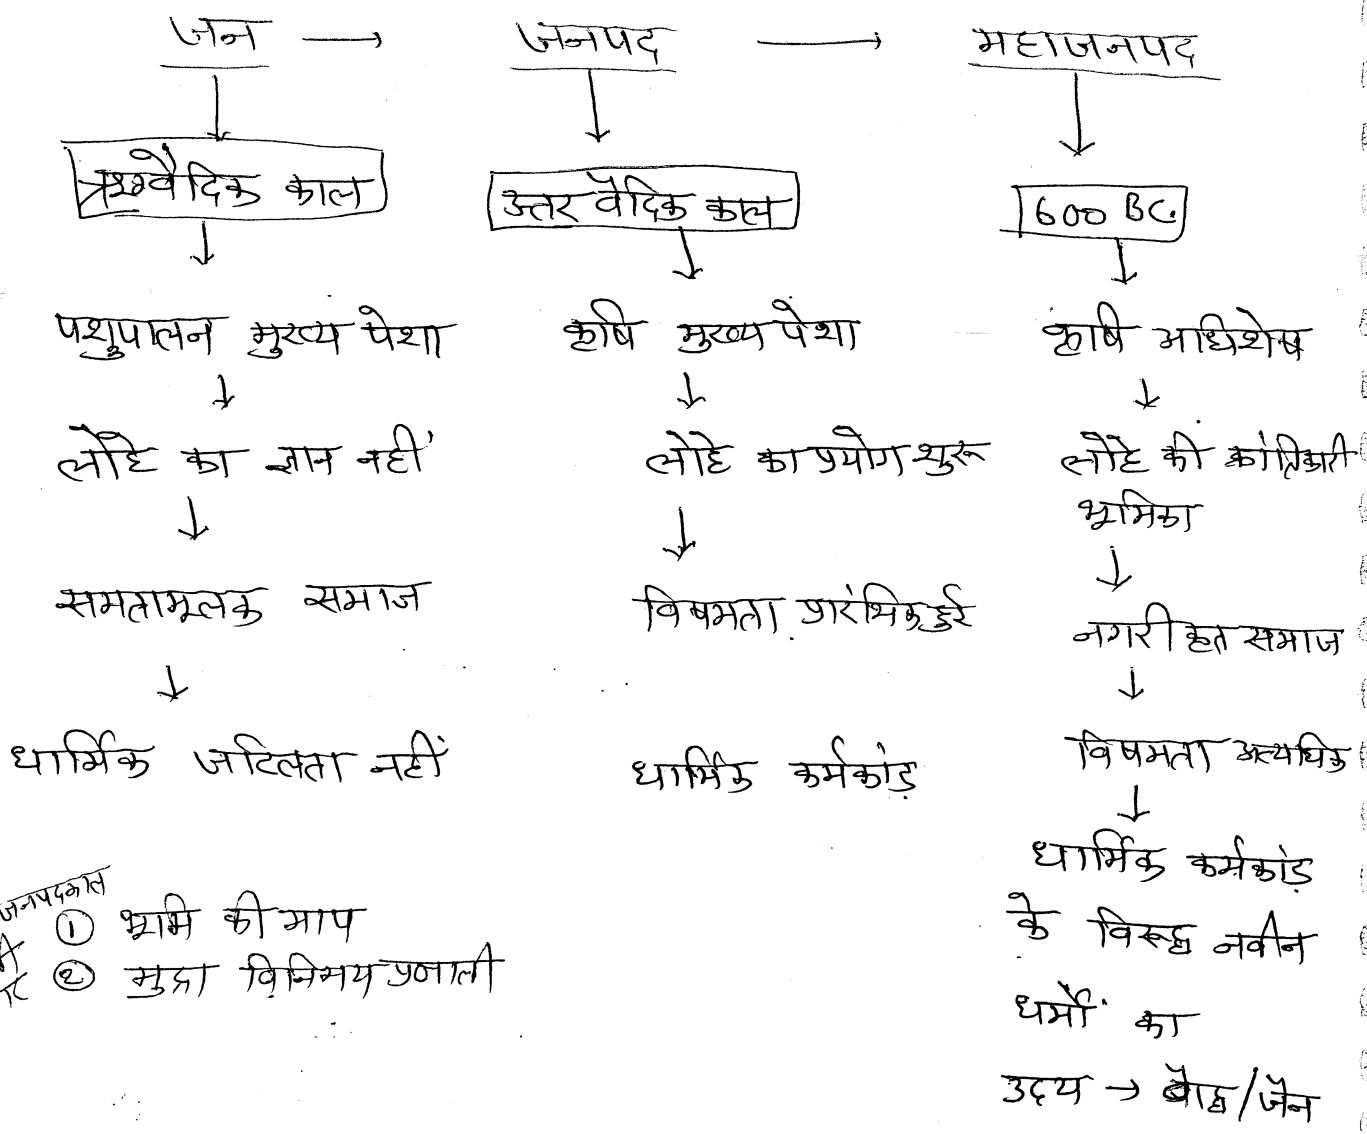 जन → जनपद → महाजनपद
ऋग्वैदिक काल
उत्तर वैदिक काल
600 BC.
पशुपालन मुख्य पेशा
कृषि मुख्य पेशा
कृषि अधिशेष
लोहे का ज्ञान नहीं
लोहे का प्रयोग शुरू
लोहे की क्रांतिकारी
भूमिका
समतामूलक समाज
विषमता प्रारंभिक हुई
नगरीकृत समाज
धार्मिक जटिलता नहीं
धार्मिक कर्मकांड़
विषमता अत्यधिक
धार्मिक कर्मकांड़
के विरूद्ध नवीन
धर्मों का
उदय → बौद्ध/जैन
जनपदकाल
① भूमि की माप
② मुद्रा विनिमय प्रणाली